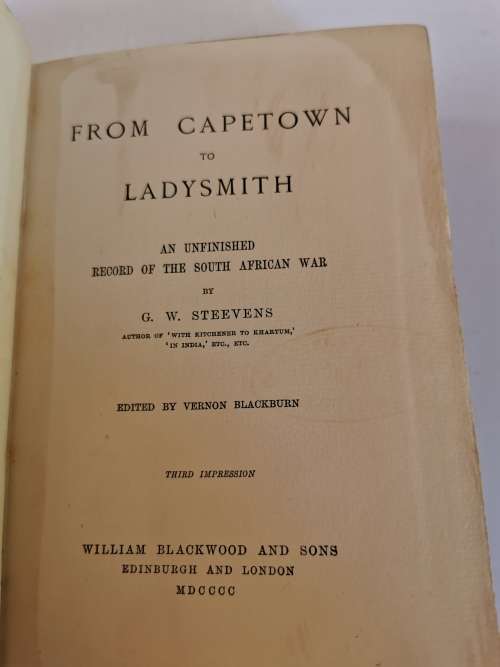 FROM CAPETOWN
TO
LADYSMITH
AN UNFINISHED
RECORD OF THE SOUTH AFRICAN WAR
BY
G. W. STEEVENS
AUTHOR OF 'WITH KITCHENER TO KHARTUM,'
'IN INDIA,' ETC., ETC.
EDITED BY VERNON BLACKBURN
THIRD IMPRESSION
WILLIAM BLACKWOOD AND SONS
EDINBURGH AND LONDON
MDCCCC